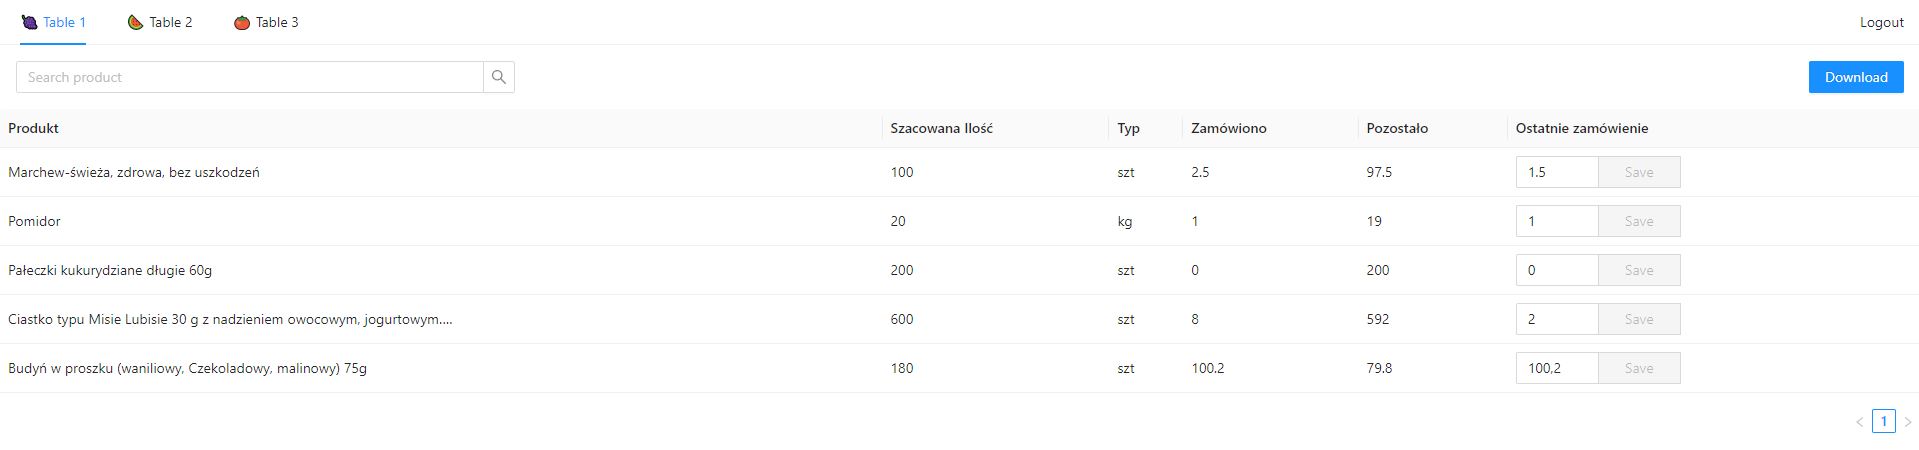 Table 1 Table 2 Table 3 Logout
Search product Download
Produkt Szacowana Ilość Typ Zamówiono Pozostało Ostatnie zamówienie
Marchew-świeża, zdrowa, bez uszkodzeń 100 szt 2.5 97.5 1.5 Save
Pomidor 20 kg 1 19 1 Save
Pałeczki kukurydziane długie 60g 200 szt 0 200 0 Save
Ciastko typu Misie Lubisie 30 g z nadzieniem owocowym, jogurtowym.... 600 szt 8 592 2 Save
Budyń w proszku (waniliowy, Czekoladowy, malinowy) 75g 180 szt 100.2 79.8 100,2 Save
< 1 >